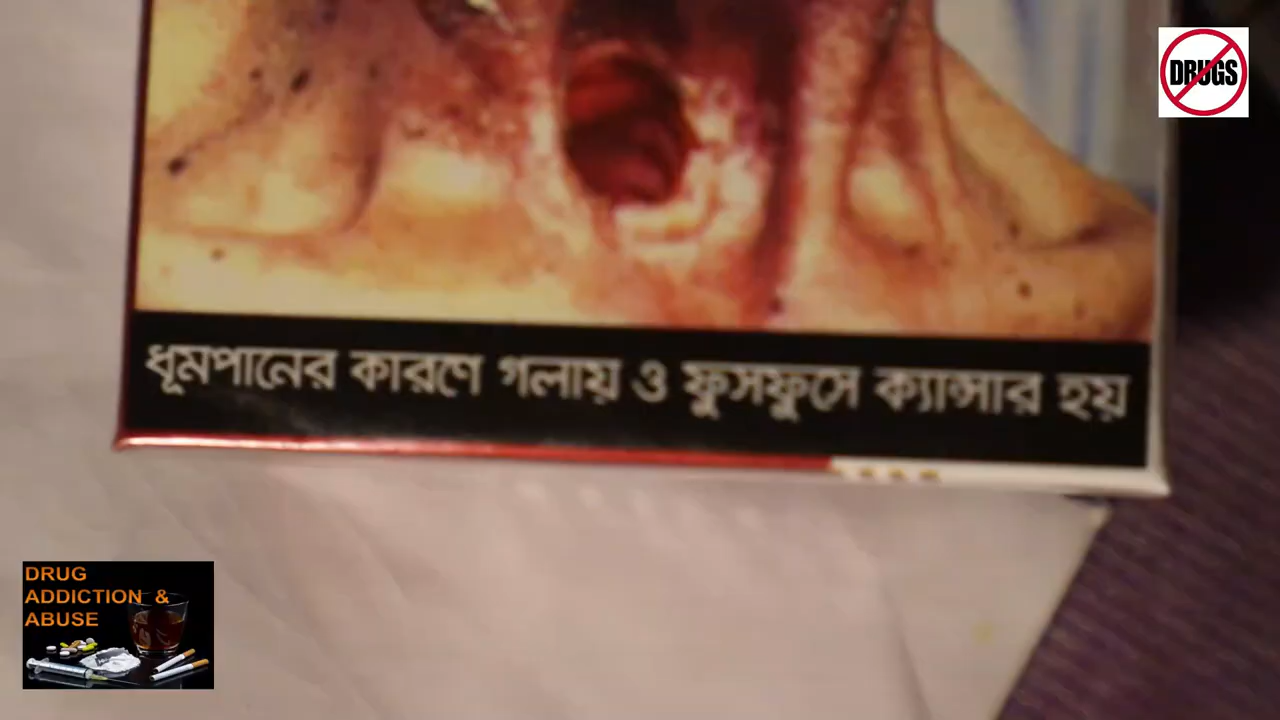 DRUGS
ধূমপানের কারণে গলায় ও ফুসফুসে ক্যান্সার হয়
DRUG
ADDICTION &
ABUSE